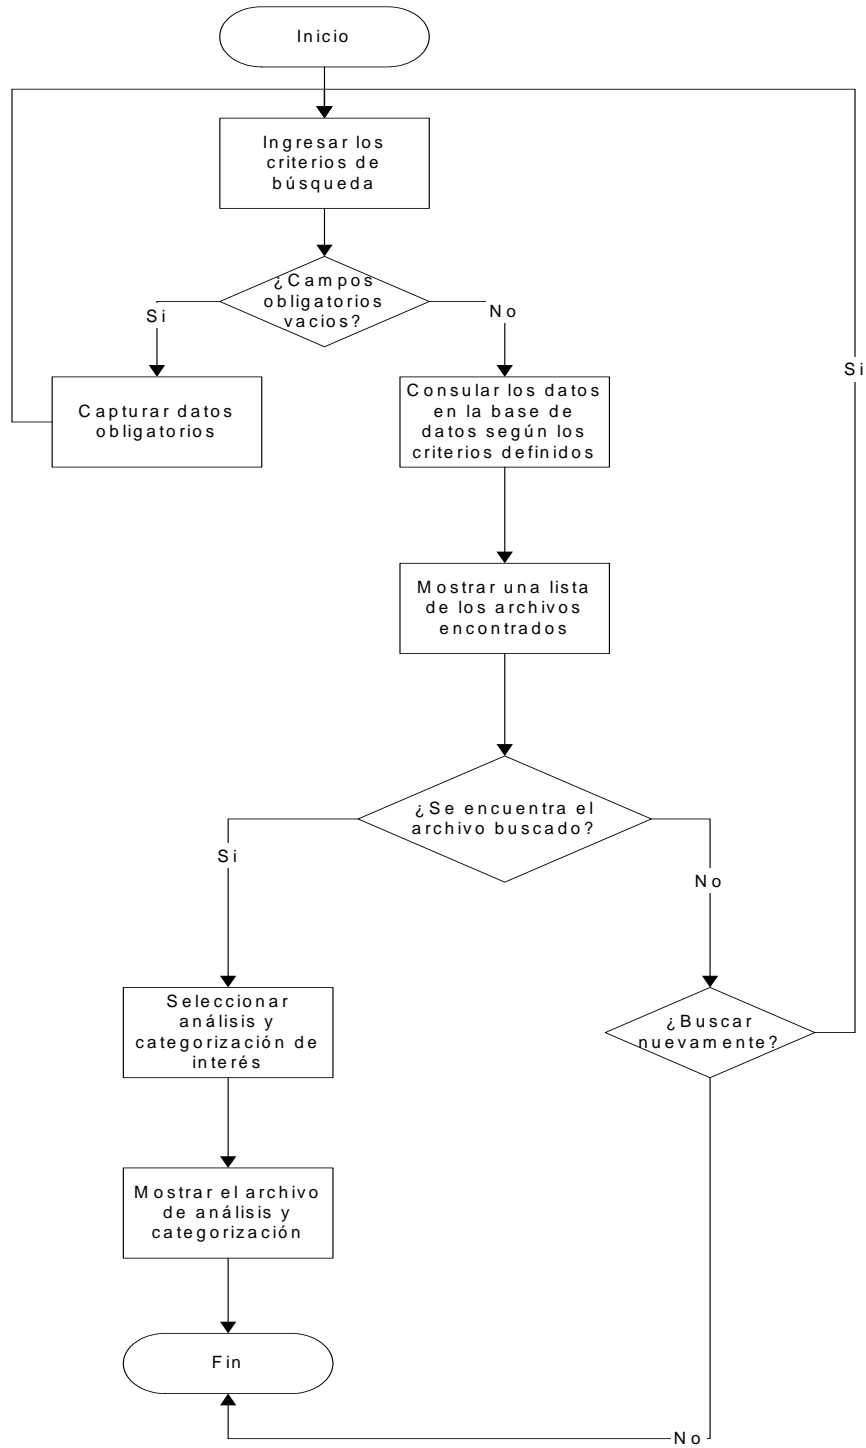 Inicio
Ingresar los
criterios de
búsqueda
¿Campos
obligatorios
vacios?
Si
No
Capturar datos
obligatorios
Consular los datos
en la base de
datos según los
criterios definidos
Si
Mostrar una lista
de los archivos
encontrados
¿Se encuentra el
archivo buscado?
Si
No
Seleccionar
análisis y
categorización de
interés
¿Buscar
nuevamente?
Mostrar el archivo
de análisis y
categorización
Fin
No